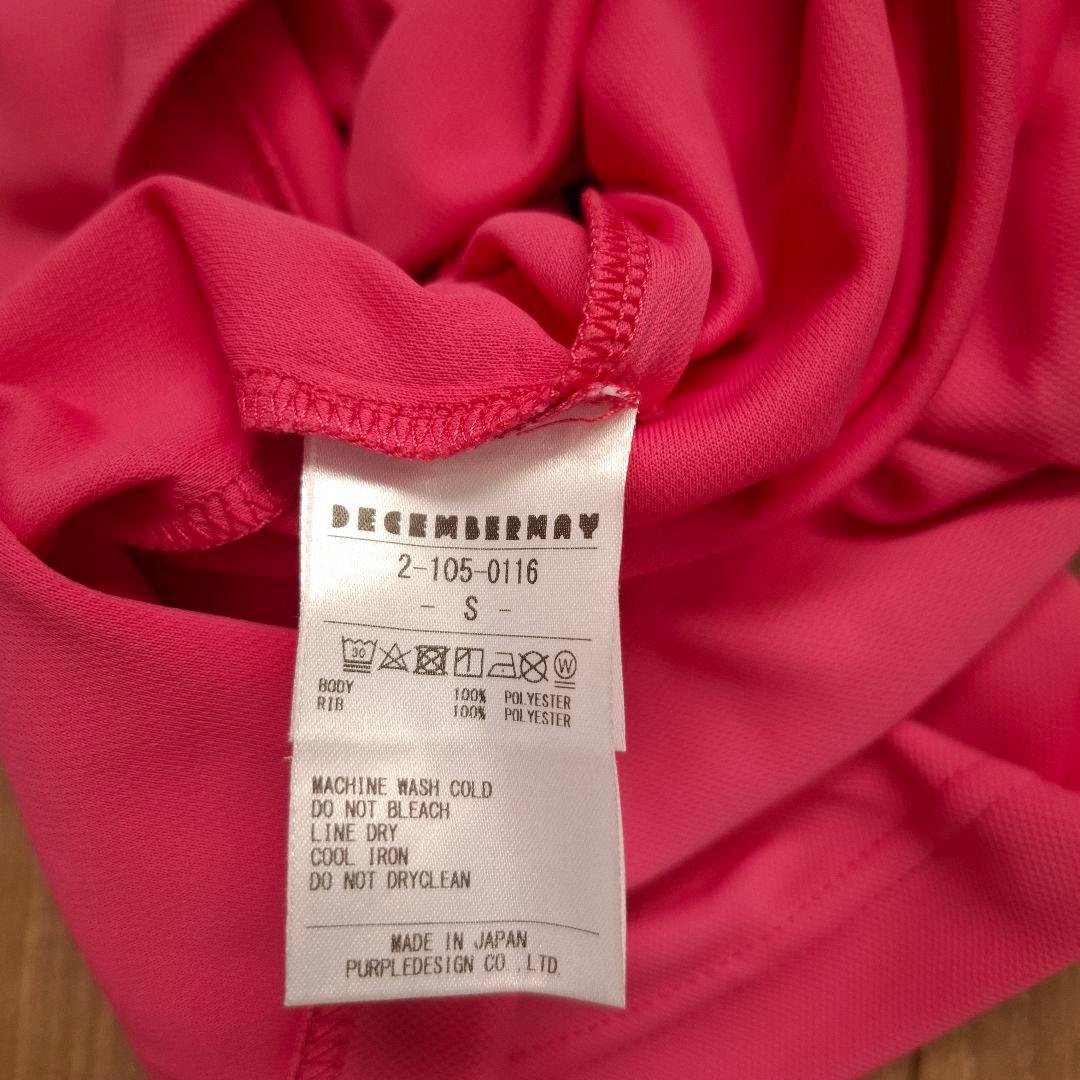 DECEMBERMAY
2-105-0116
- S -
30 W
BODY 100% POLYESTER
RIB 100% POLYESTER
MACHINE WASH COLD
DO NOT BLEACH
LINE DRY
COOL IRON
DO NOT DRYCLEAN
MADE IN JAPAN
PURPLEDESIGN CO.,LTD.